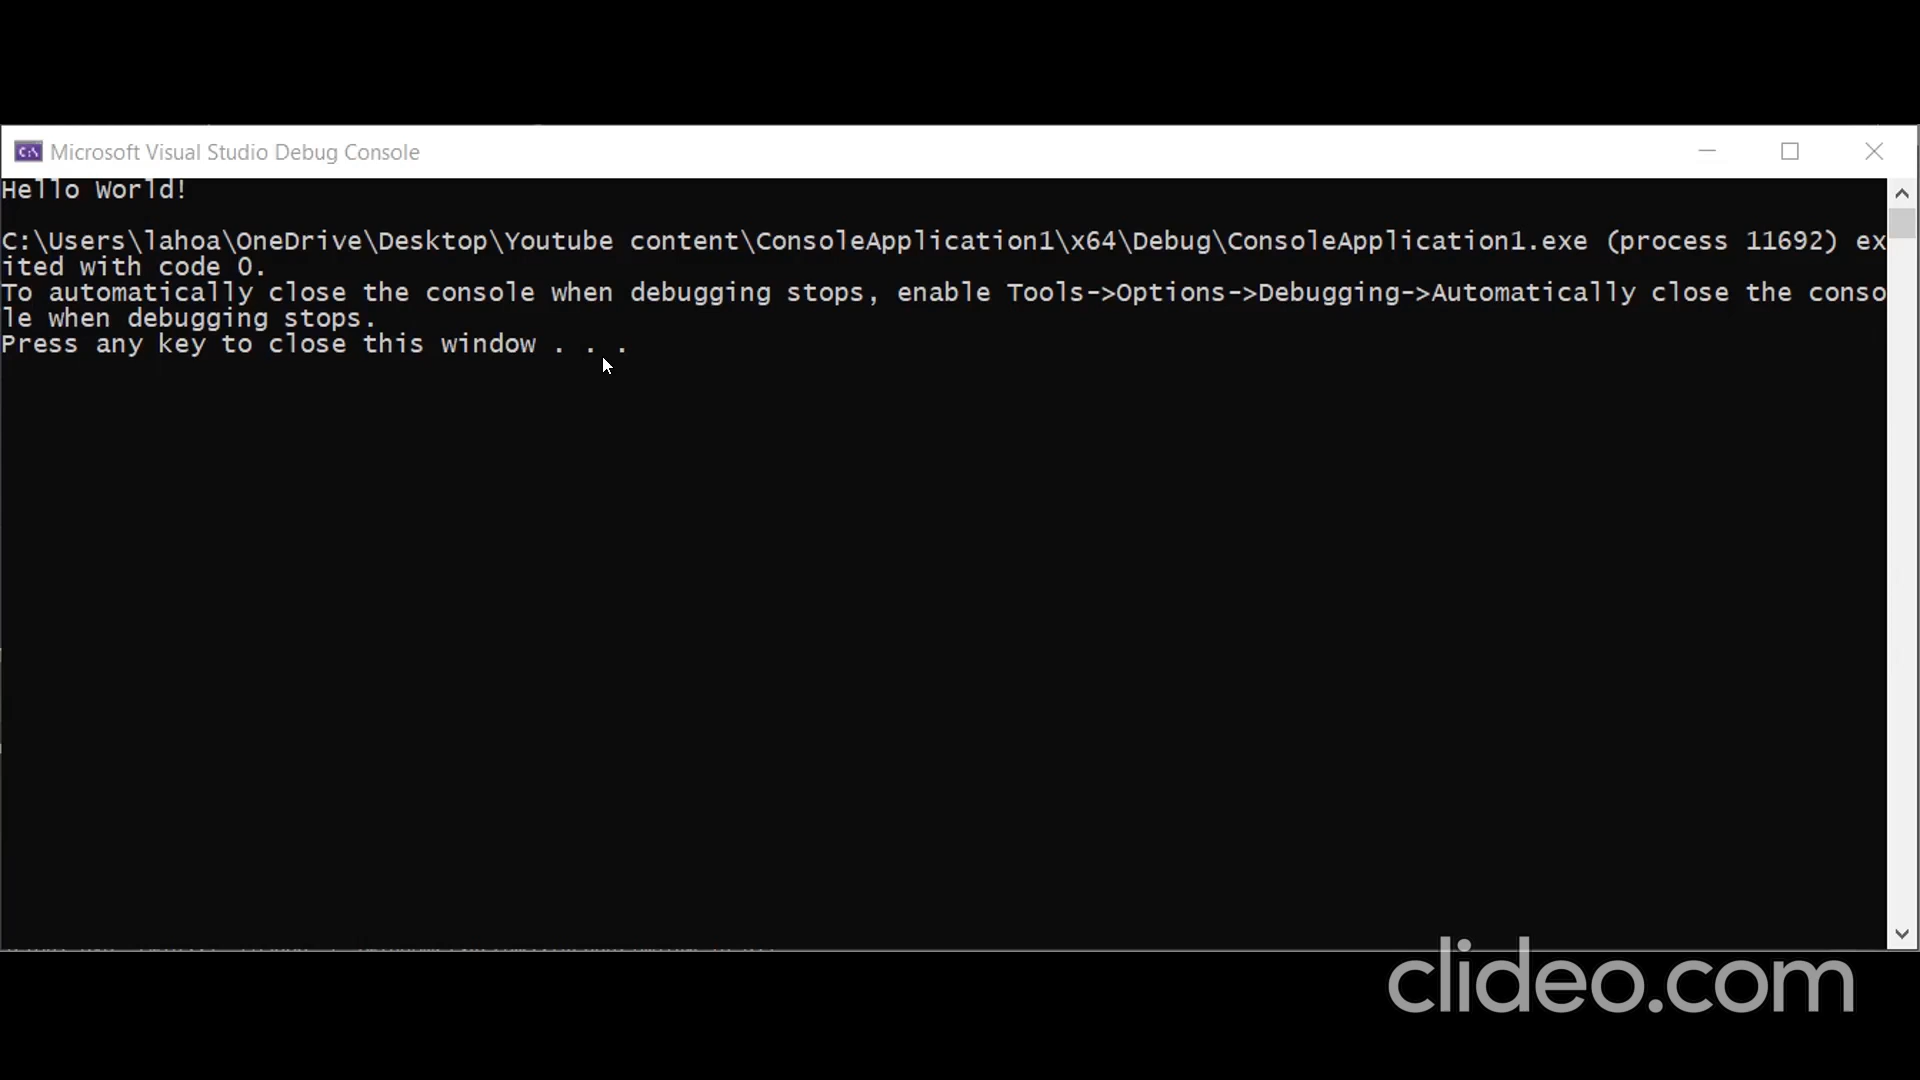 Microsoft Visual Studio Debug Console
Hello World!
C:\Users\lahoa\OneDrive\Desktop\Youtube content\ConsoleApplication1\x64\Debug\ConsoleApplication1.exe (process 11692) ex
ited with code 0.
To automatically close the console when debugging stops, enable Tools->Options->Debugging->Automatically close the conso
le when debugging stops.
Press any key to close this window . . .
clideo.com